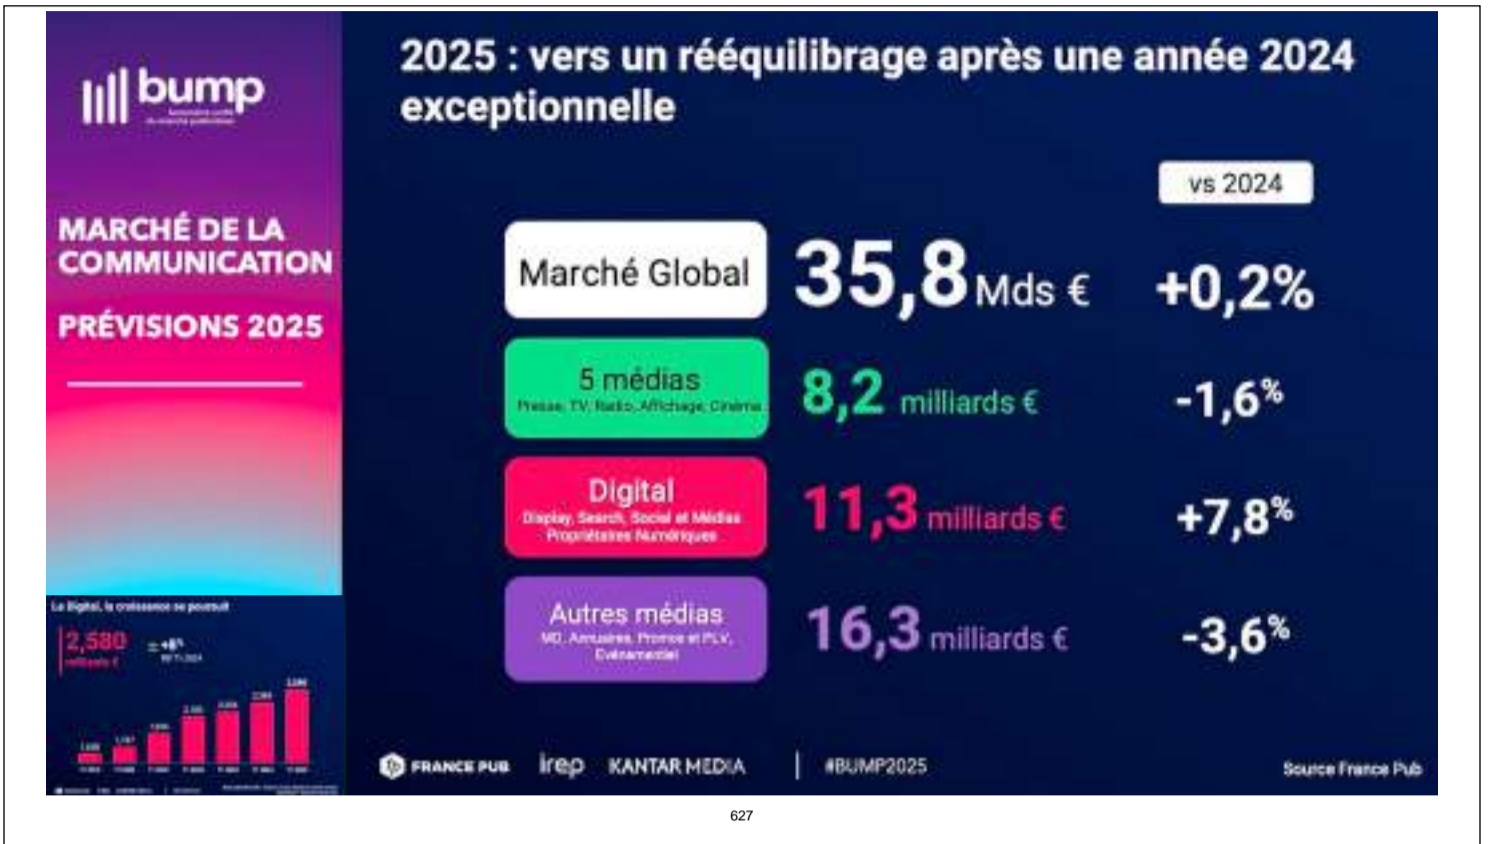 bump
MARCHÉ DE LA
COMMUNICATION
PRÉVISIONS 2025
2025 : vers un rééquilibrage après une année 2024
exceptionnelle
vs 2024
Marché Global
35,8 Mds €
+0,2%
5 médias
Presse, TV, Radio, Affichage, Cinéma
8,2 milliards €
-1,6%
Digital
Display, Search, Social et Médias
Propriétaires Numériques
11,3 milliards €
+7,8%
Autres médias
MD, Annuaires, Promos et PLV,
Evénementiel
16,3 milliards €
-3,6%
Le Digital, la croissance se poursuit
2,580
milliards €
FRANCE PUB irep KANTAR MEDIA #BUMP2025
Source France Pub
627